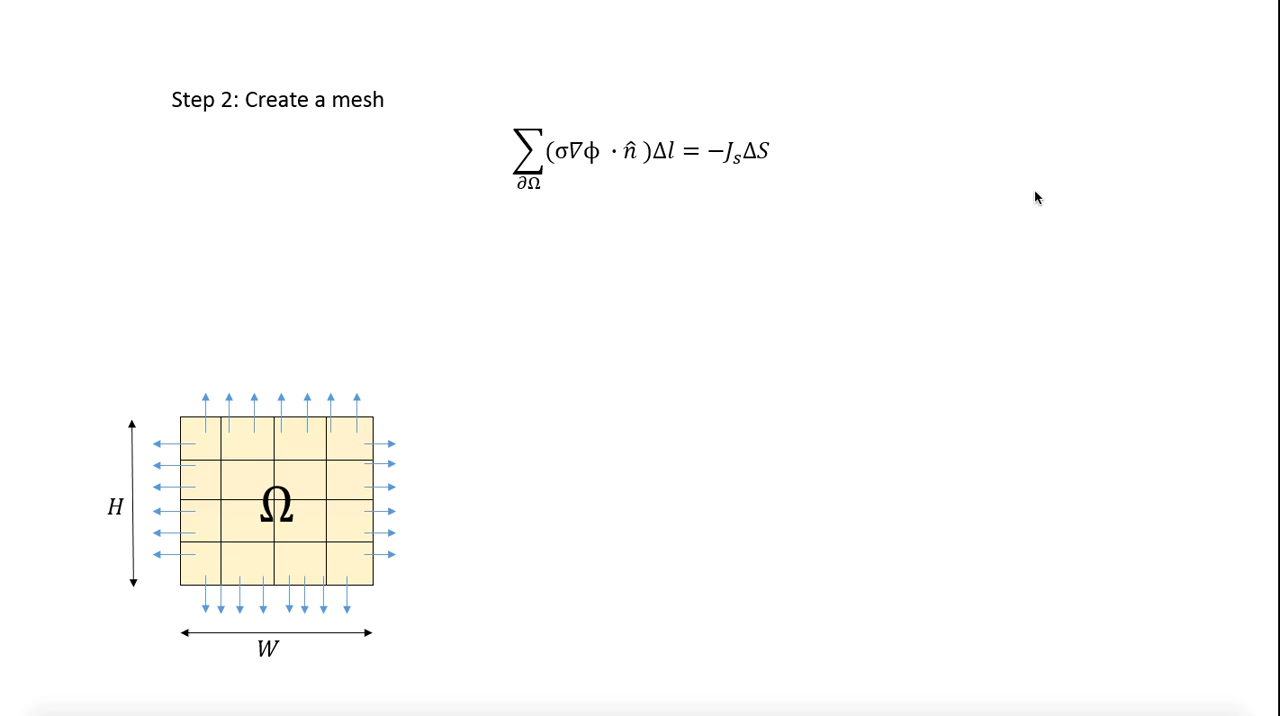 Step 2: Create a mesh
∑(σ∇ϕ · n̂ )Δl = −JₛΔS
∂Ω
H
Ω
W